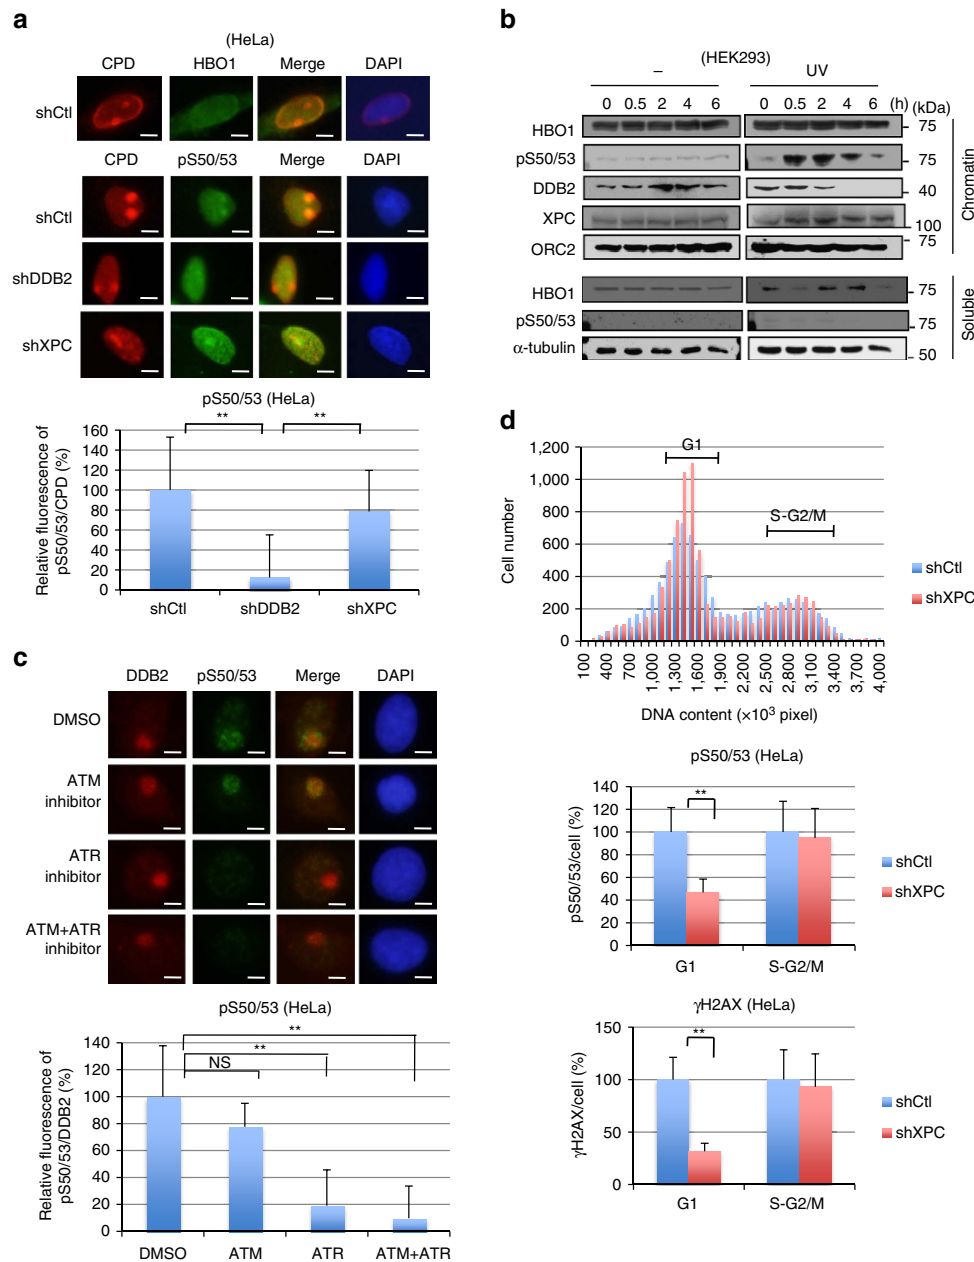 a
(HeLa)
CPD HBO1 Merge DAPI
shCtl
CPD pS50/53 Merge DAPI
shCtl
shDDB2
shXPC
pS50/53 (HeLa)
** **
Relative fluorescence of
pS50/53/CPD (%)
160
140
120
100
80
60
40
20
0
shCtl shDDB2 shXPC
b
(HEK293)
– UV
0 0.5 2 4 6 0 0.5 2 4 6 (h) (kDa)
HBO1 75
pS50/53 75
DDB2 40
XPC 100
ORC2 75
Chromatin
HBO1 75
pS50/53 75
α-tubulin 50
Soluble
c
DDB2 pS50/53 Merge DAPI
DMSO
ATM
inhibitor
ATR
inhibitor
ATM+ATR
inhibitor
pS50/53 (HeLa)
**
**
NS
Relative fluorescence of
pS50/53/DDB2 (%)
140
120
100
80
60
40
20
0
DMSO ATM ATR ATM+ATR
d
G1
S-G2/M
Cell number
1,200
1,000
800
600
400
200
0
100 400 700 1,000 1,300 1,600 1,900 2,200 2,500 2,800 3,100 3,400 3,700 4,000
DNA content (×10³ pixel)
shCtl
shXPC
pS50/53 (HeLa)
**
pS50/53/cell (%)
140
120
100
80
60
40
20
0
G1 S-G2/M
shCtl
shXPC
γH2AX (HeLa)
**
γH2AX/cell (%)
150
100
50
0
G1 S-G2/M
shCtl
shXPC